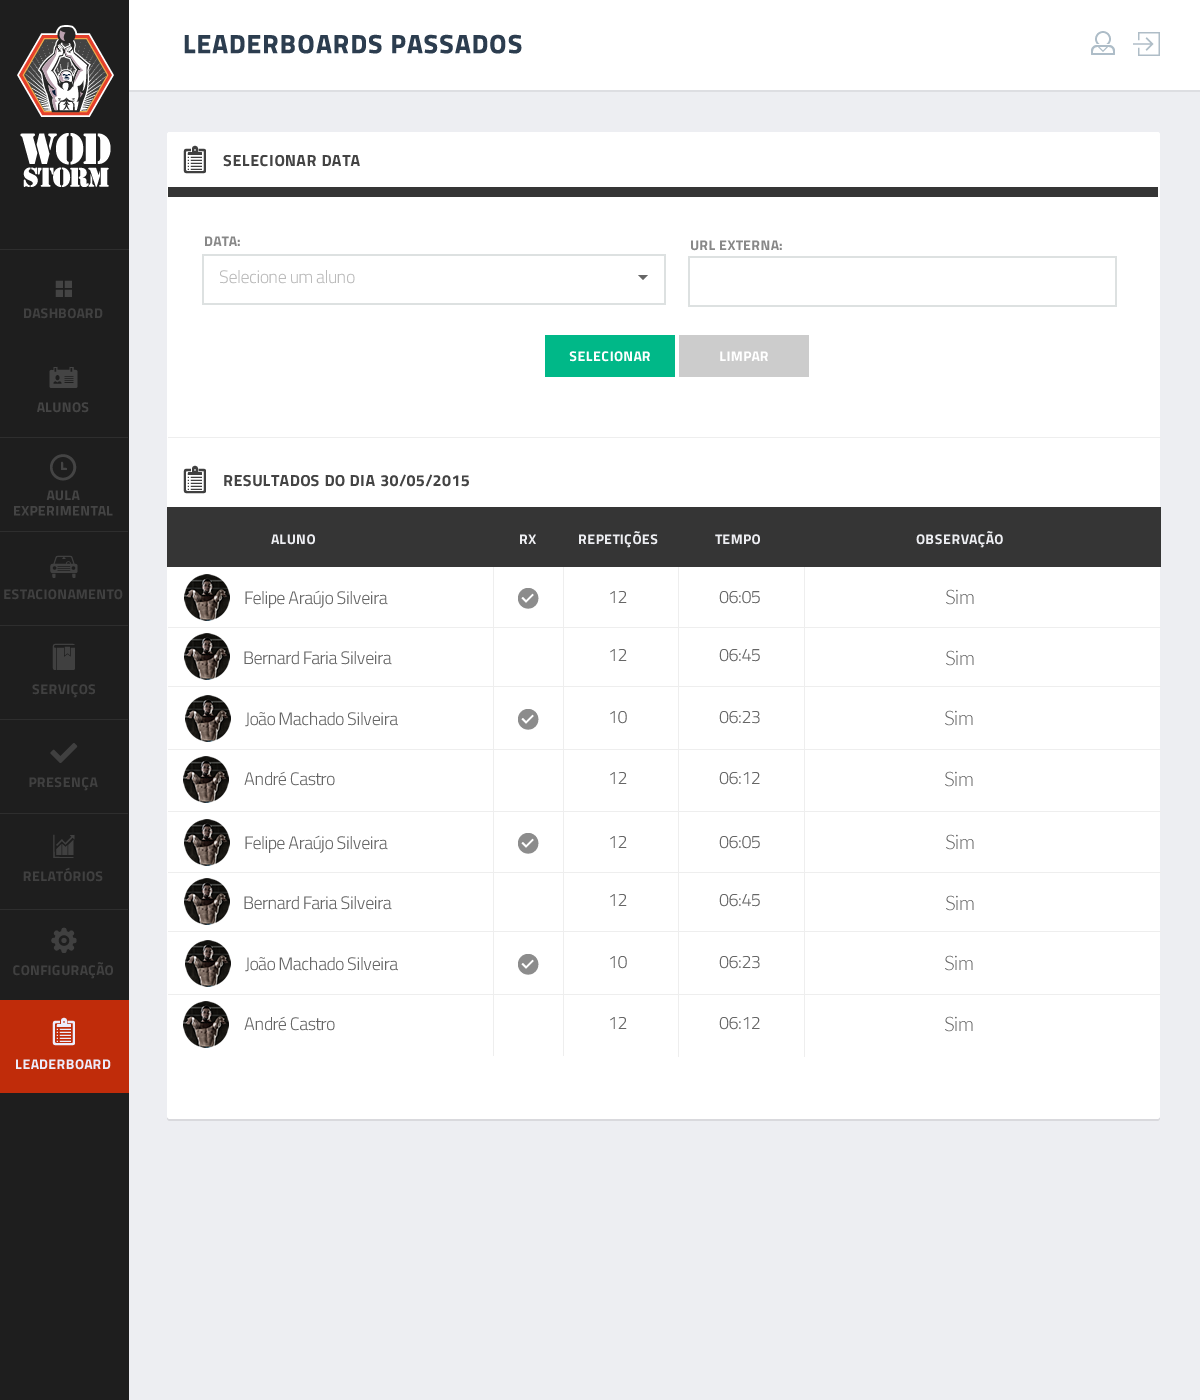 WOD
STORM
DASHBOARD
ALUNOS
AULA
EXPERIMENTAL
ESTACIONAMENTO
SERVIÇOS
PRESENÇA
RELATÓRIOS
CONFIGURAÇÃO
LEADERBOARD
LEADERBOARDS PASSADOS
SELECIONAR DATA
DATA: URL EXTERNA:
Selecione um aluno
SELECIONAR LIMPAR
RESULTADOS DO DIA 30/05/2015
ALUNO RX REPETIÇÕES TEMPO OBSERVAÇÃO
Felipe Araújo Silveira 12 06:05 Sim
Bernard Faria Silveira 12 06:45 Sim
João Machado Silveira 10 06:23 Sim
André Castro 12 06:12 Sim
Felipe Araújo Silveira 12 06:05 Sim
Bernard Faria Silveira 12 06:45 Sim
João Machado Silveira 10 06:23 Sim
André Castro 12 06:12 Sim